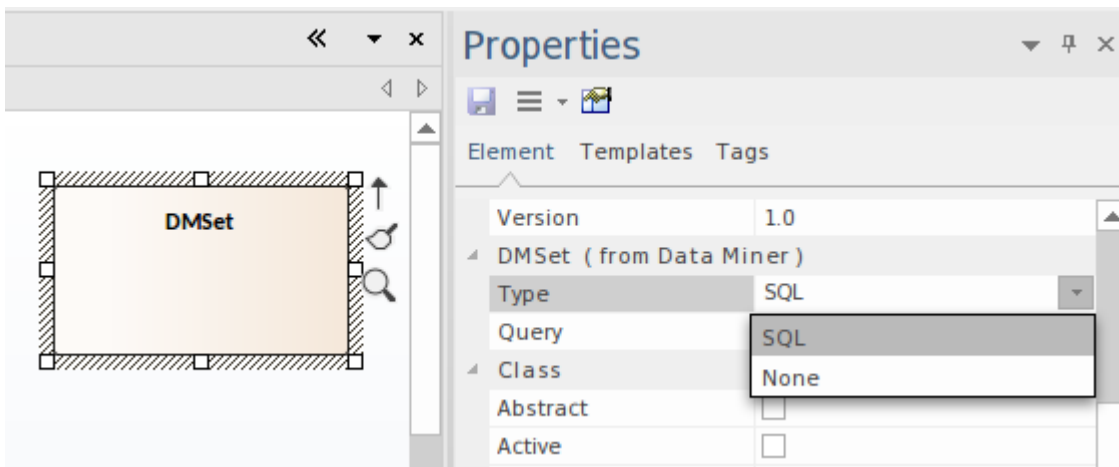 Properties
Element Templates Tags
DMSet
Version 1.0
DMSet (from Data Miner)
Type SQL
Query
SQL
None
Class
Abstract
Active